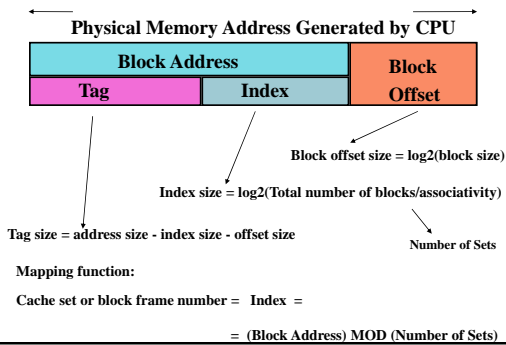 Physical Memory Address Generated by CPU
Block Address
Block
Offset
Tag
Index
Block offset size = log2(block size)
Index size = log2(Total number of blocks/associativity)
Tag size = address size - index size - offset size
Number of Sets
Mapping function:
Cache set or block frame number = Index =
= (Block Address) MOD (Number of Sets)